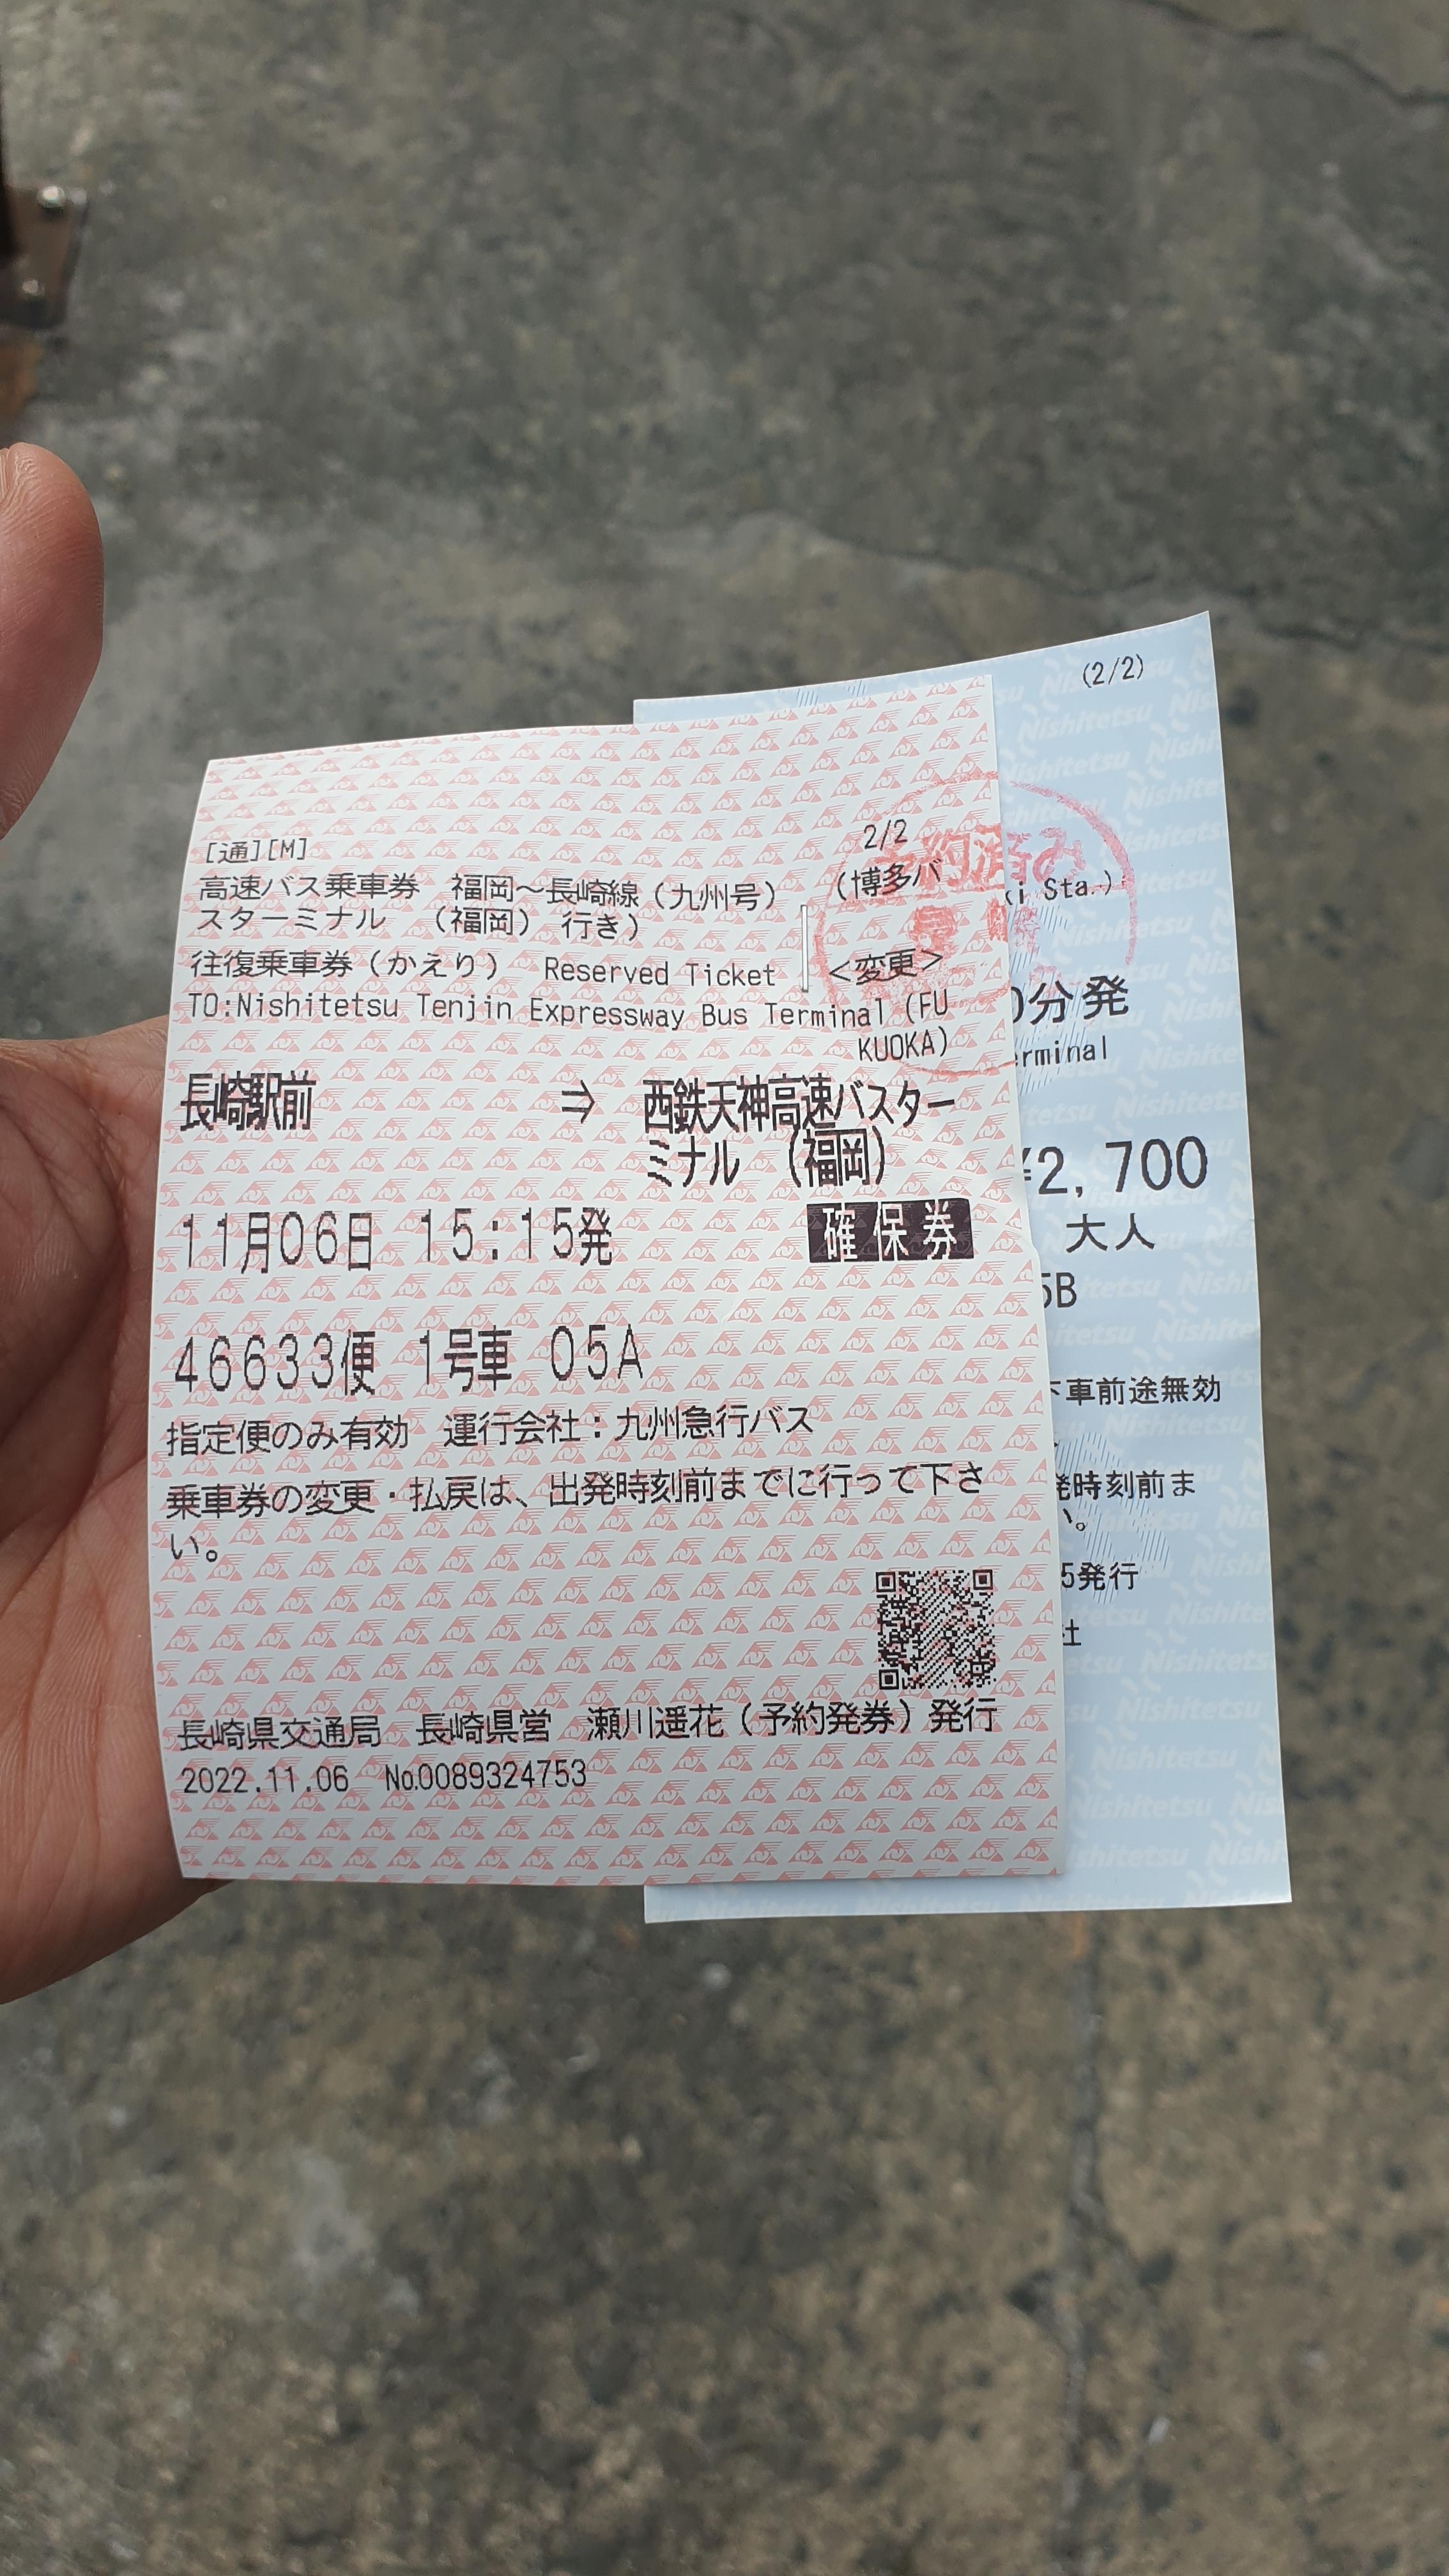 [通][M] 2/2
高速バス乗車券 福岡～長崎線（九州号） （博多バ
スターミナル （福岡） 行き）
往復乗車券（かえり） Reserved Ticket <変更>
TO:Nishitetsu Tenjin Expressway Bus Terminal (FU
KUOKA)
長崎駅前 ⇒ 西鉄天神高速バスター
ミナル （福岡）
11月06日 15:15発 確保券
46633便 1号車 05A
指定便のみ有効 運行会社：九州急行バス
乗車券の変更・払戻は、出発時刻前までに行って下さ
い。
長崎県交通局 長崎県営 瀬川遥花（予約発券）発行
2022.11.06 No.0089324753
(2/2)
約済み
i Sta.)
0分発
erminal
¥2,700
大人
5B
下車前途無効
発時刻前ま
い。
5発行
社
Nishitetsu